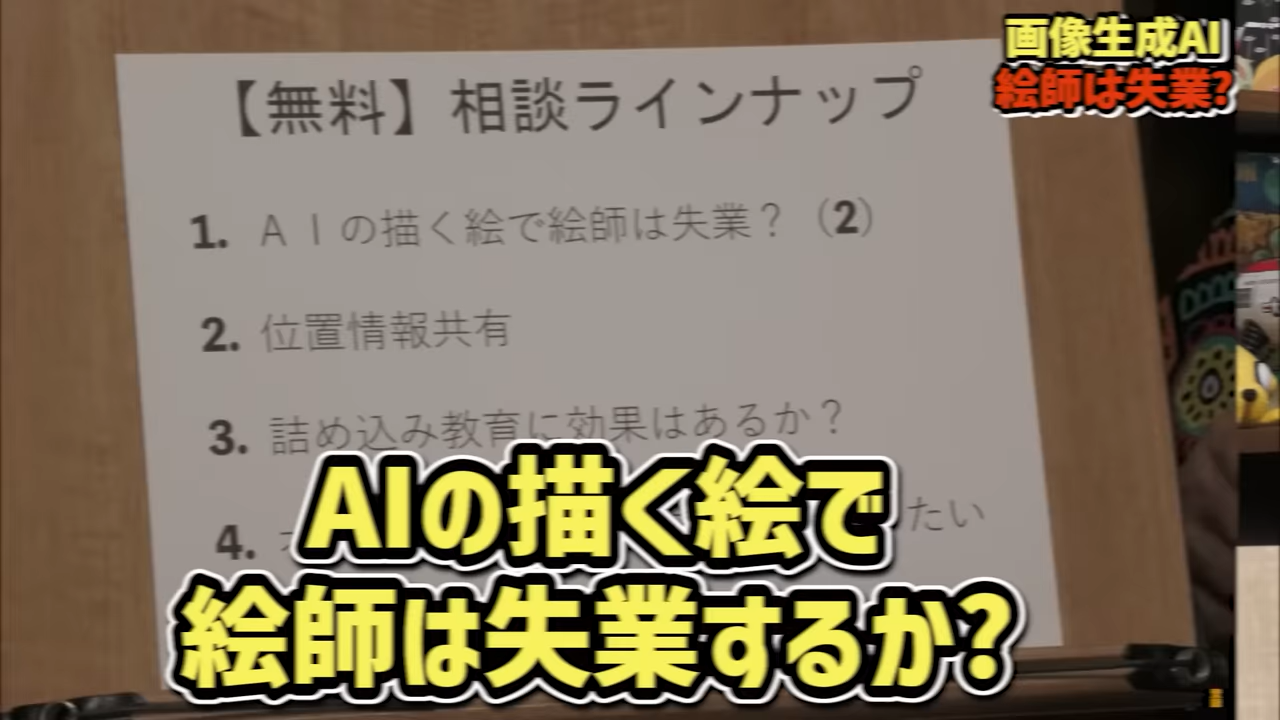 画像生成AI
絵師は失業?
【無料】相談ラインナップ
1. ＡＩの描く絵で絵師は失業？（2）
2. 位置情報共有
3. 詰め込み教育に効果はあるか？
4.
たい
AIの描く絵で
絵師は失業するか?